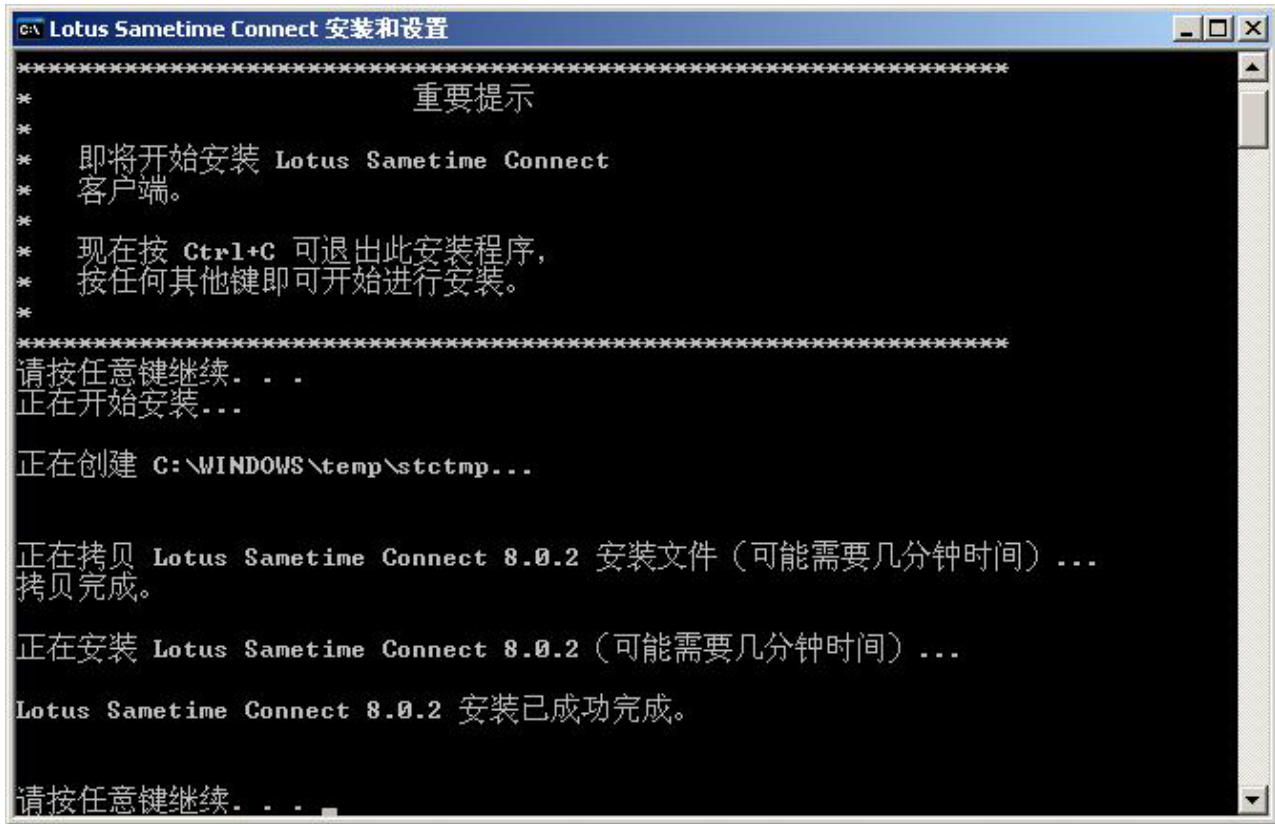 Lotus Sametime Connect 安装和设置
*****************************************************************
* 重要提示
*
* 即将开始安装 Lotus Sametime Connect
* 客户端。
*
* 现在按 Ctrl+C 可退出此安装程序，
* 按任何其他键即可开始进行安装。
*
*****************************************************************
请按任意键继续. . .
正在开始安装...
正在创建 C:\WINDOWS\temp\stctmp...
正在拷贝 Lotus Sametime Connect 8.0.2 安装文件（可能需要几分钟时间）...
拷贝完成。
正在安装 Lotus Sametime Connect 8.0.2（可能需要几分钟时间）...
Lotus Sametime Connect 8.0.2 安装已成功完成。
请按任意键继续. . . _